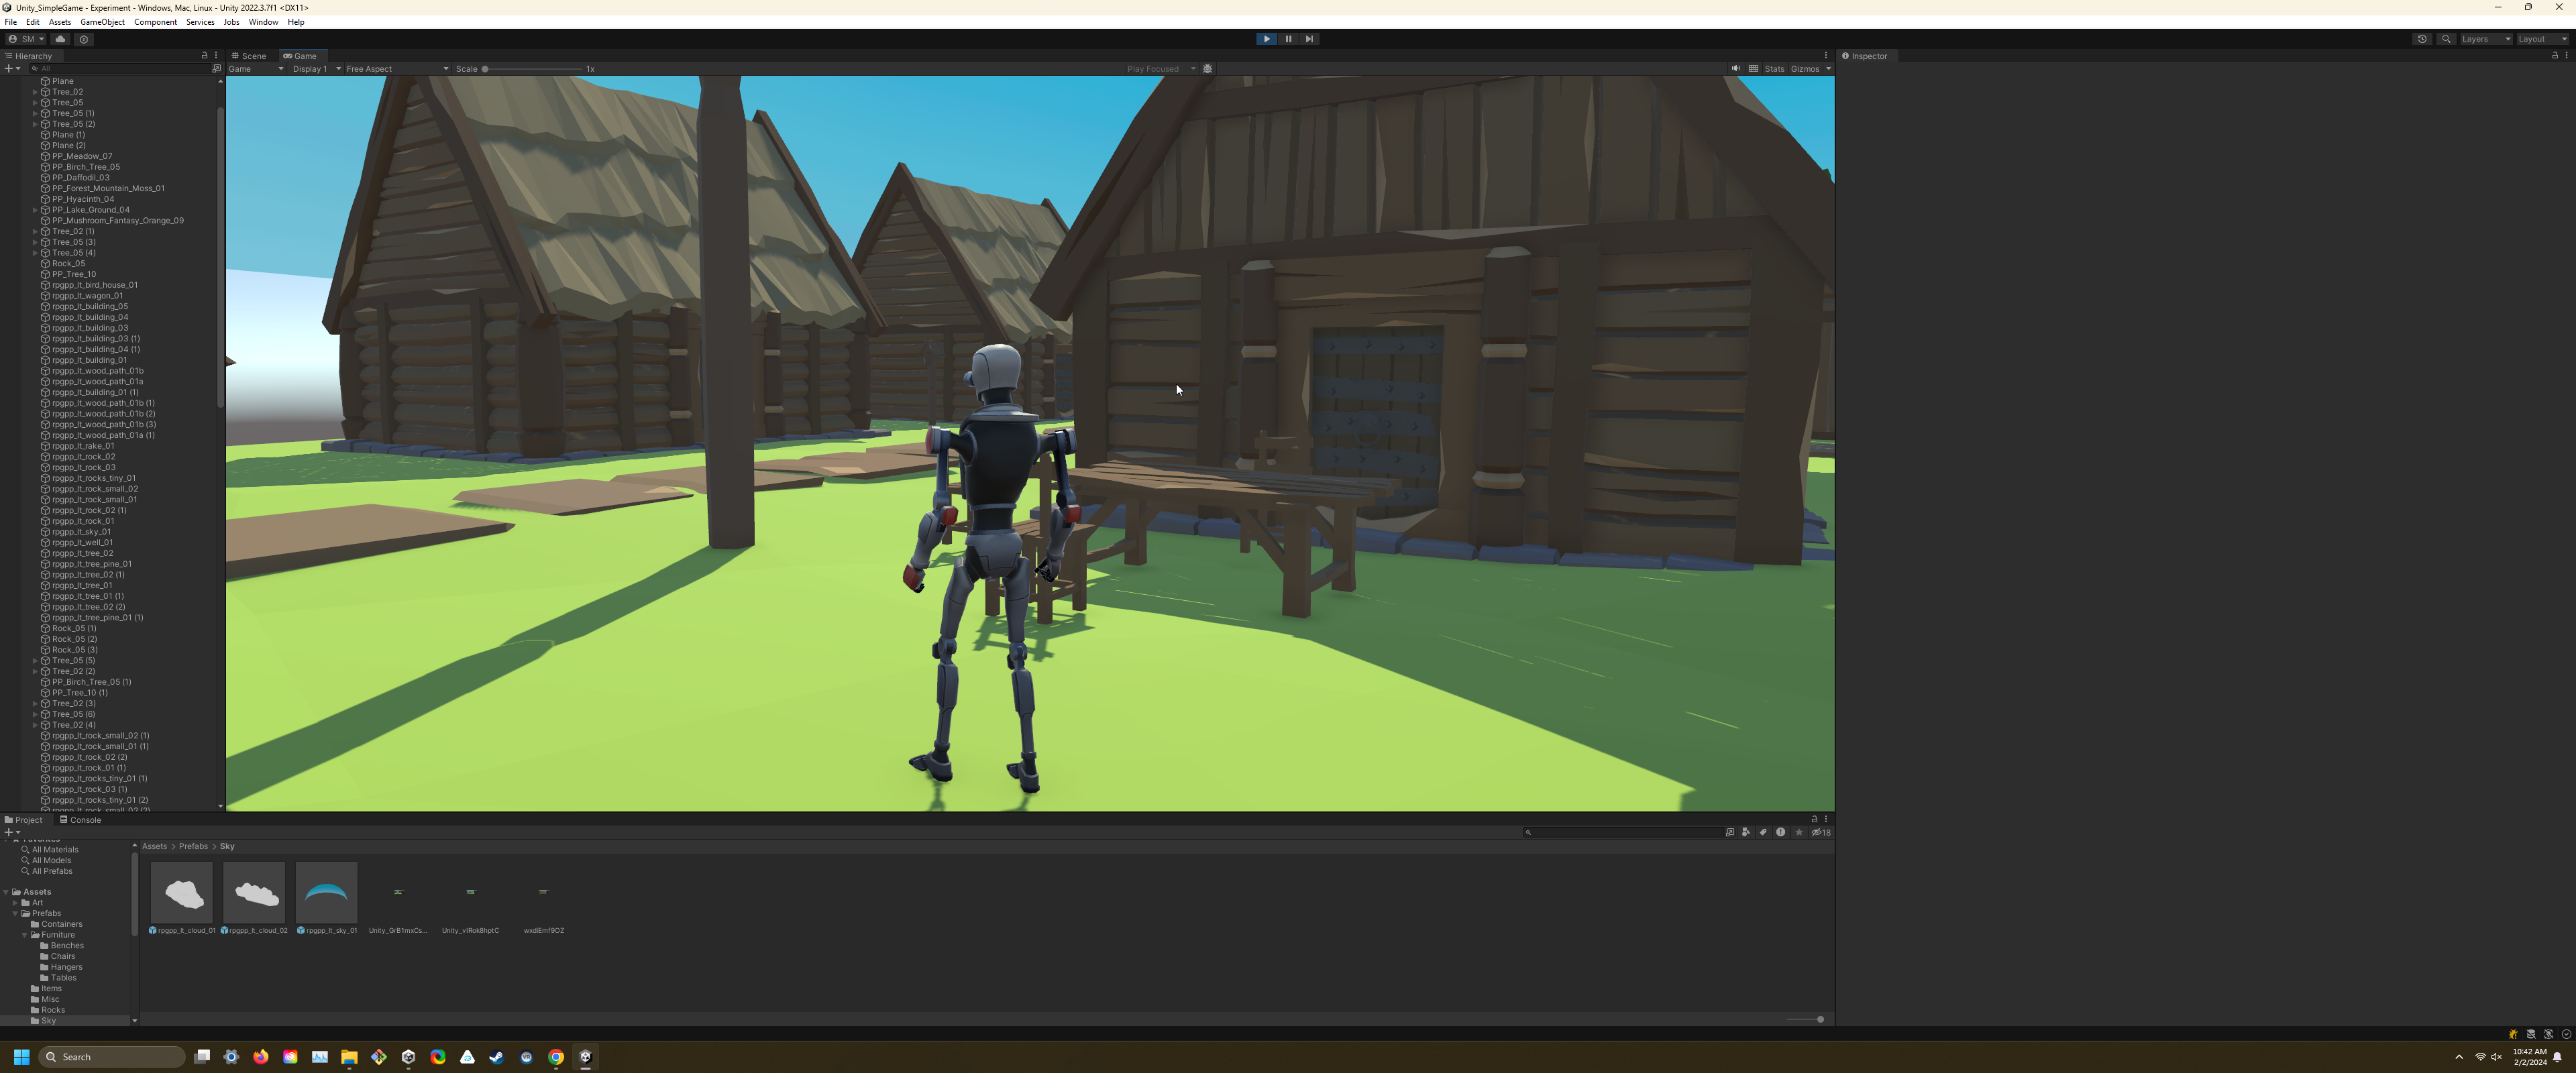 Unity_SimpleGame - Experiment - Windows, Mac, Linux - Unity 2022.3.7f1 <DX11>
File Edit Assets GameObject Component Services Jobs Window Help
SM
Layers Layout
Hierarchy
Scene Game
Inspector
All
Game Display 1 Free Aspect Scale 1x Play Focused Stats Gizmos
Plane
Tree_02
Tree_05
Tree_05 (1)
Tree_05 (2)
Plane (1)
Plane (2)
PP_Meadow_07
PP_Birch_Tree_05
PP_Daffodil_03
PP_Forest_Mountain_Moss_01
PP_Hyacinth_04
PP_Lake_Ground_04
PP_Mushroom_Fantasy_Orange_09
Tree_02 (1)
Tree_05 (3)
Tree_05 (4)
Rock_05
PP_Tree_10
rpgpp_lt_bird_house_01
rpgpp_lt_wagon_01
rpgpp_lt_building_05
rpgpp_lt_building_04
rpgpp_lt_building_03
rpgpp_lt_building_03 (1)
rpgpp_lt_building_04 (1)
rpgpp_lt_building_01
rpgpp_lt_wood_path_01b
rpgpp_lt_wood_path_01a
rpgpp_lt_building_01 (1)
rpgpp_lt_wood_path_01b (1)
rpgpp_lt_wood_path_01b (2)
rpgpp_lt_wood_path_01b (3)
rpgpp_lt_wood_path_01a (1)
rpgpp_lt_rake_01
rpgpp_lt_rock_02
rpgpp_lt_rock_03
rpgpp_lt_rocks_tiny_01
rpgpp_lt_rock_small_02
rpgpp_lt_rock_small_01
rpgpp_lt_rock_02 (1)
rpgpp_lt_rock_01
rpgpp_lt_sky_01
rpgpp_lt_well_01
rpgpp_lt_tree_02
rpgpp_lt_tree_pine_01
rpgpp_lt_tree_02 (1)
rpgpp_lt_tree_01
rpgpp_lt_tree_01 (1)
rpgpp_lt_tree_02 (2)
rpgpp_lt_tree_pine_01 (1)
Rock_05 (1)
Rock_05 (2)
Rock_05 (3)
Tree_05 (5)
Tree_02 (2)
PP_Birch_Tree_05 (1)
PP_Tree_10 (1)
Tree_02 (3)
Tree_05 (6)
Tree_02 (4)
rpgpp_lt_rock_small_02 (1)
rpgpp_lt_rock_small_01 (1)
rpgpp_lt_rock_02 (2)
rpgpp_lt_rock_01 (1)
rpgpp_lt_rocks_tiny_01 (1)
rpgpp_lt_rock_03 (1)
rpgpp_lt_rocks_tiny_01 (2)
rpgpp_lt_rock_small_02 (2)
Project Console
18
Favorites
All Materials
All Models
All Prefabs
Assets
Art
Prefabs
Containers
Furniture
Benches
Chairs
Hangers
Tables
Items
Misc
Rocks
Sky
Assets > Prefabs > Sky
rpgpp_lt_cloud_01 rpgpp_lt_cloud_02 rpgpp_lt_sky_01 Unity_GrB1mxCs... Unity_vIRok8hptC wxdiEmf9OZ
Search
10:42 AM
2/2/2024